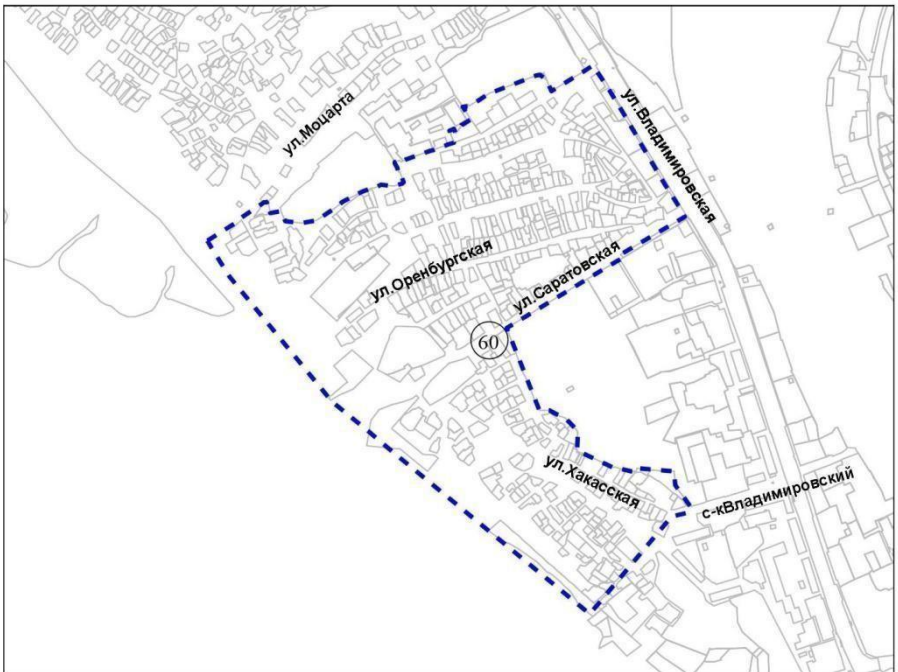 ул.Владимировская
ул.Моцарта
ул.Оренбургская
ул.Саратовская
60
ул.Хакасская
с-кВладимировский